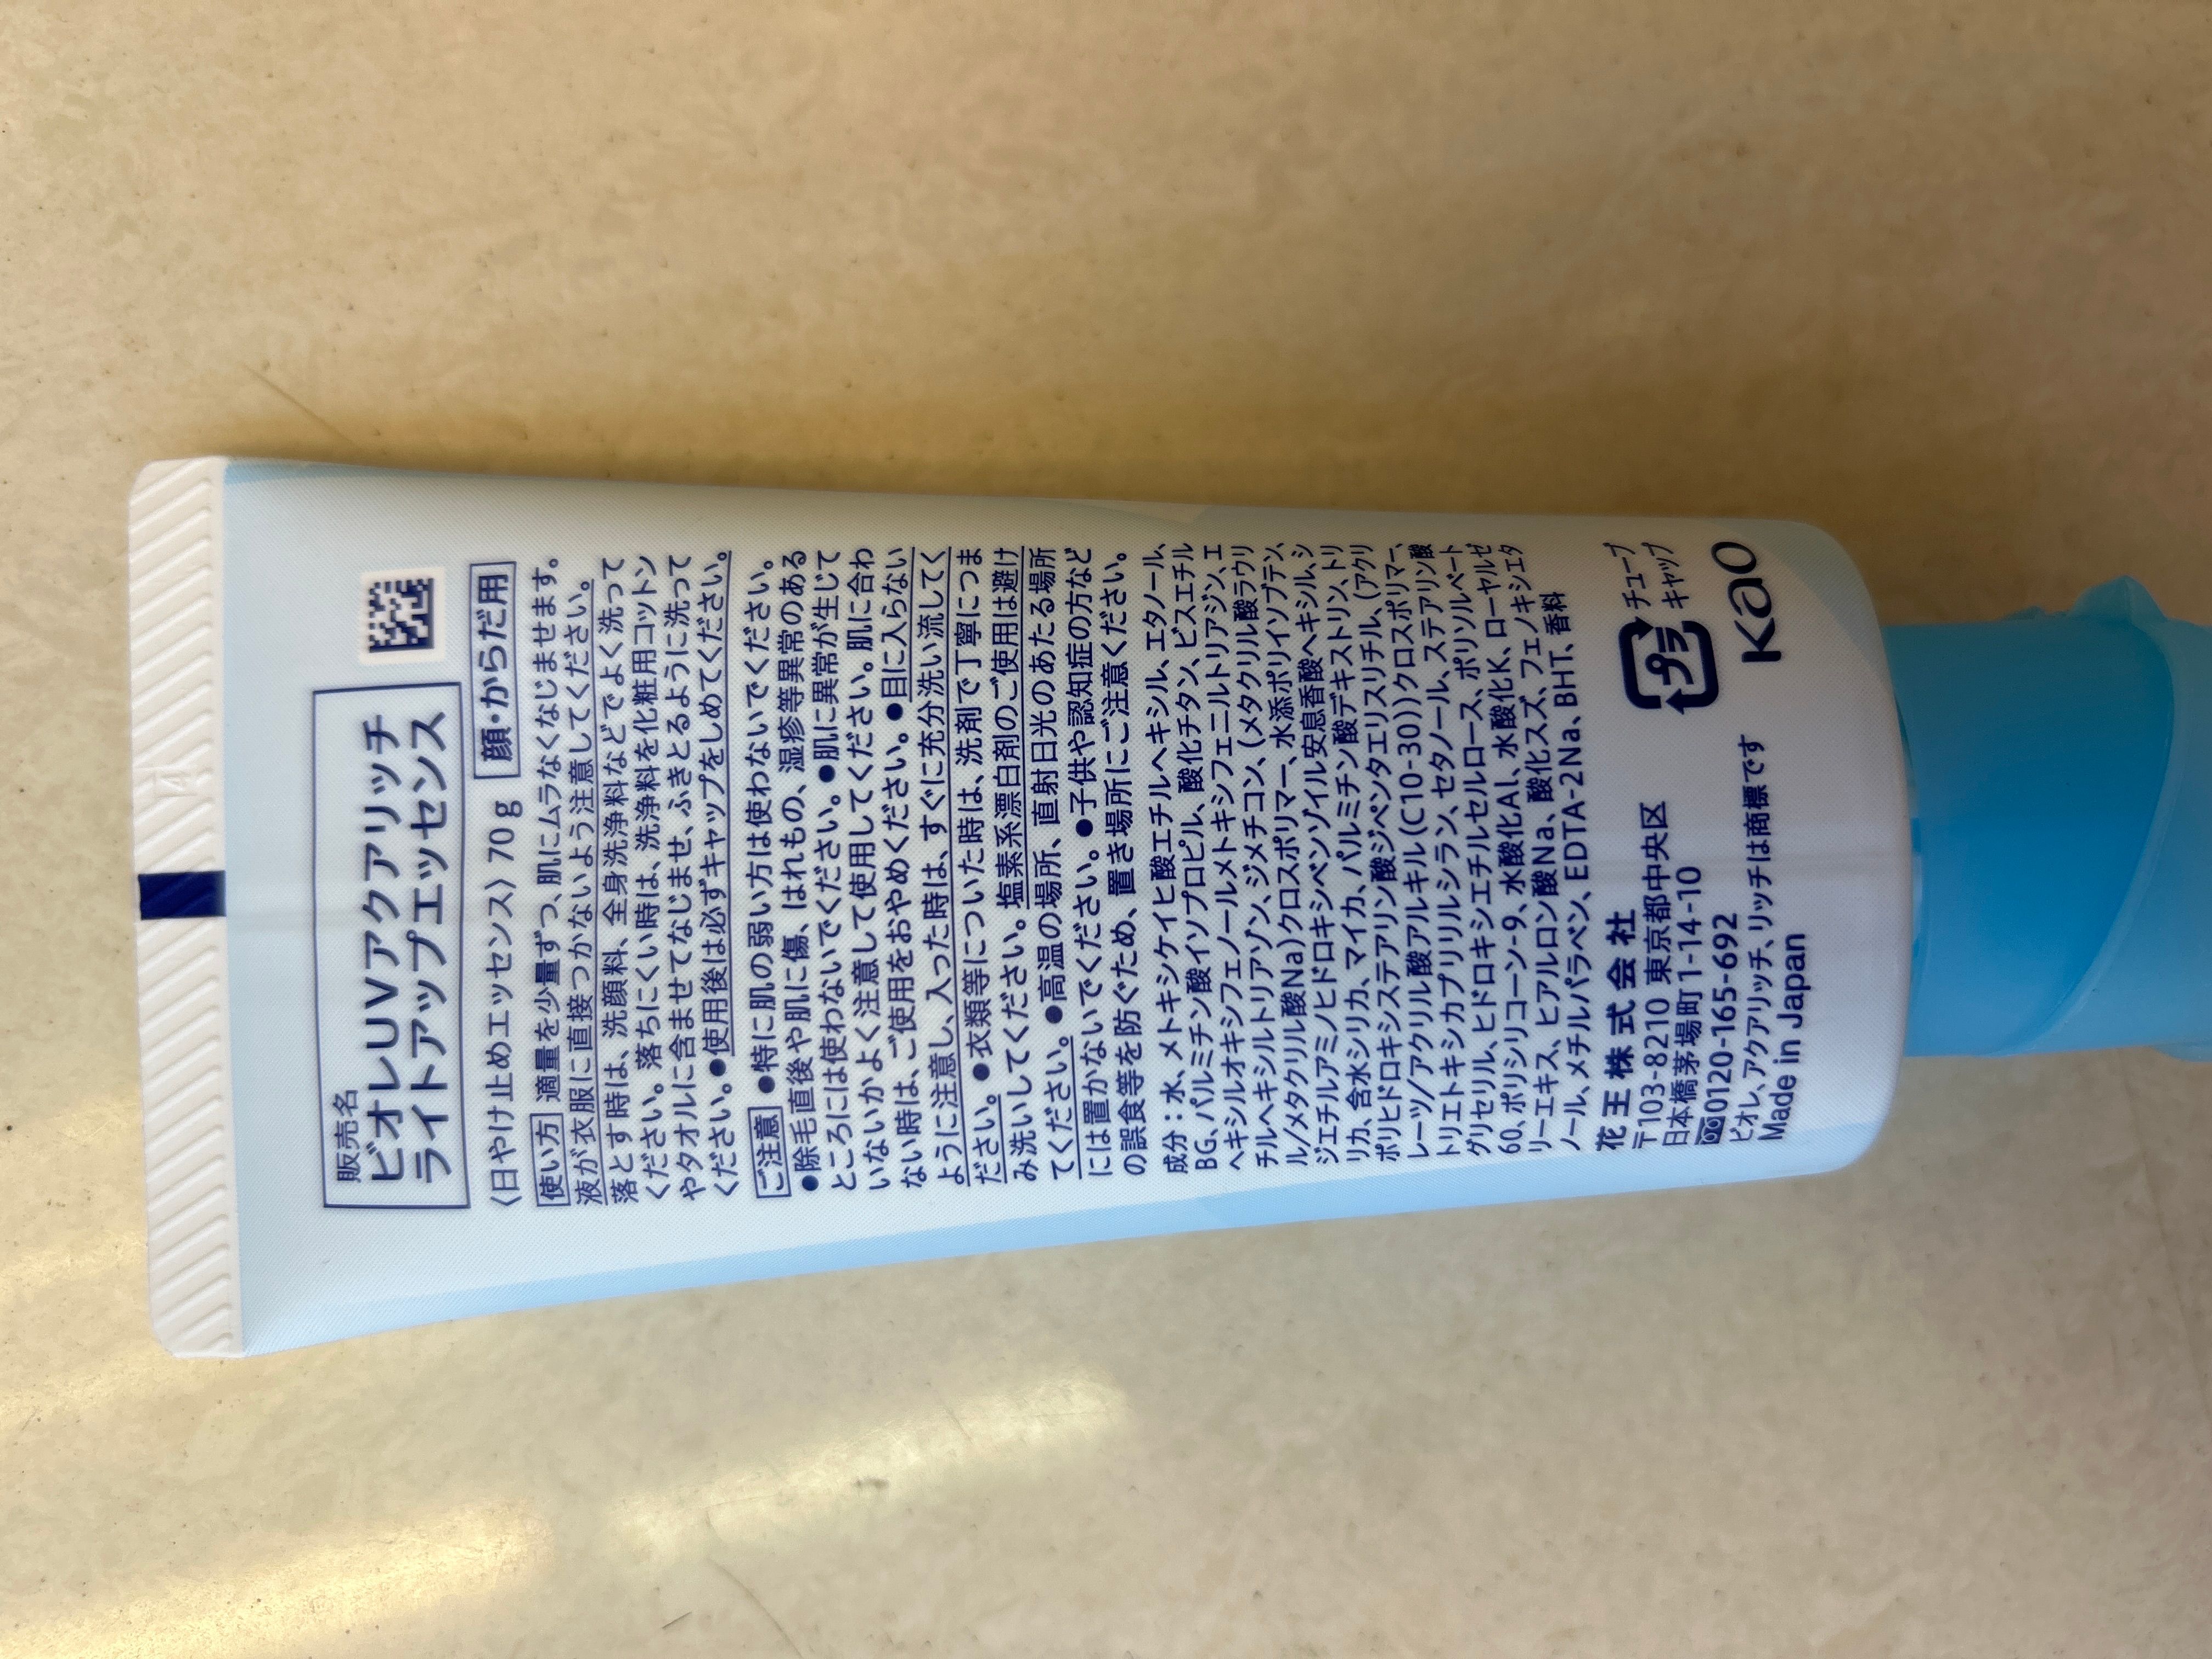 販売名
ビオレUVアクアリッチ
ライトアップエッセンス
〈日やけ止めエッセンス〉70g 顔・からだ用
使い方 適量を少量ずつ、肌にムラなくなじませます。
液が衣服に直接つかないよう注意してください。
落とす時は、洗顔料、全身洗浄料などでよく洗って
ください。落ちにくい時は、洗浄料を化粧用コットン
やタオルに含ませてなじませ、ふきとるように洗って
ください。●使用後は必ずキャップをしめてください。
ご注意 ●特に肌の弱い方は使わないでください。
●除毛直後や肌に傷、はれもの、湿疹等異常のある
ところには使わないでください。●肌に異常が生じて
いないかよく注意して使用してください。肌に合わ
ない時は、ご使用をおやめください。●目に入らない
ように注意し、入った時は、すぐに充分洗い流してく
ださい。●衣類等についた時は、洗剤で丁寧につま
み洗いしてください。塩素系漂白剤のご使用は避け
てください。●高温の場所、直射日光のあたる場所
には置かないでください。●子供や認知症の方など
の誤食等を防ぐため、置き場所にご注意ください。
成分：水、メトキシケイヒ酸エチルヘキシル、エタノール、
BG、パルミチン酸イソプロピル、酸化チタン、ビスエチル
ヘキシルオキシフェノールメトキシフェニルトリアジン、エ
チルヘキシルトリアゾン、ジメチコン、(メタクリル酸ラウリ
ル/メタクリル酸Na)クロスポリマー、水添ポリイソブテン、
ジエチルアミノヒドロキシベンゾイル安息香酸ヘキシル、シ
リカ、含水シリカ、マイカ、パルミチン酸デキストリン、トリ
ポリヒドロキシステアリン酸ジペンタエリスリチル、(アクリ
レーツ/アクリル酸アルキル(C10-30))クロスポリマー、
トリエトキシカプリリルシラン、セタノール、ステアリン酸
グリセリル、ヒドロキシエチルセルロース、ポリソルベート
60、ポリシリコーン-9、水酸化Al、水酸化K、ローヤルゼ
リーエキス、ヒアルロン酸Na、酸化スズ、フェノキシエタ
ノール、メチルパラベン、EDTA-2Na、BHT、香料
花王株式会社
〒103-8210 東京都中央区
日本橋茅場町1-14-10
0120-165-692
ビオレ、アクアリッチ、リッチは商標です
Made in Japan
プラ
チューブ
キャップ
Kao